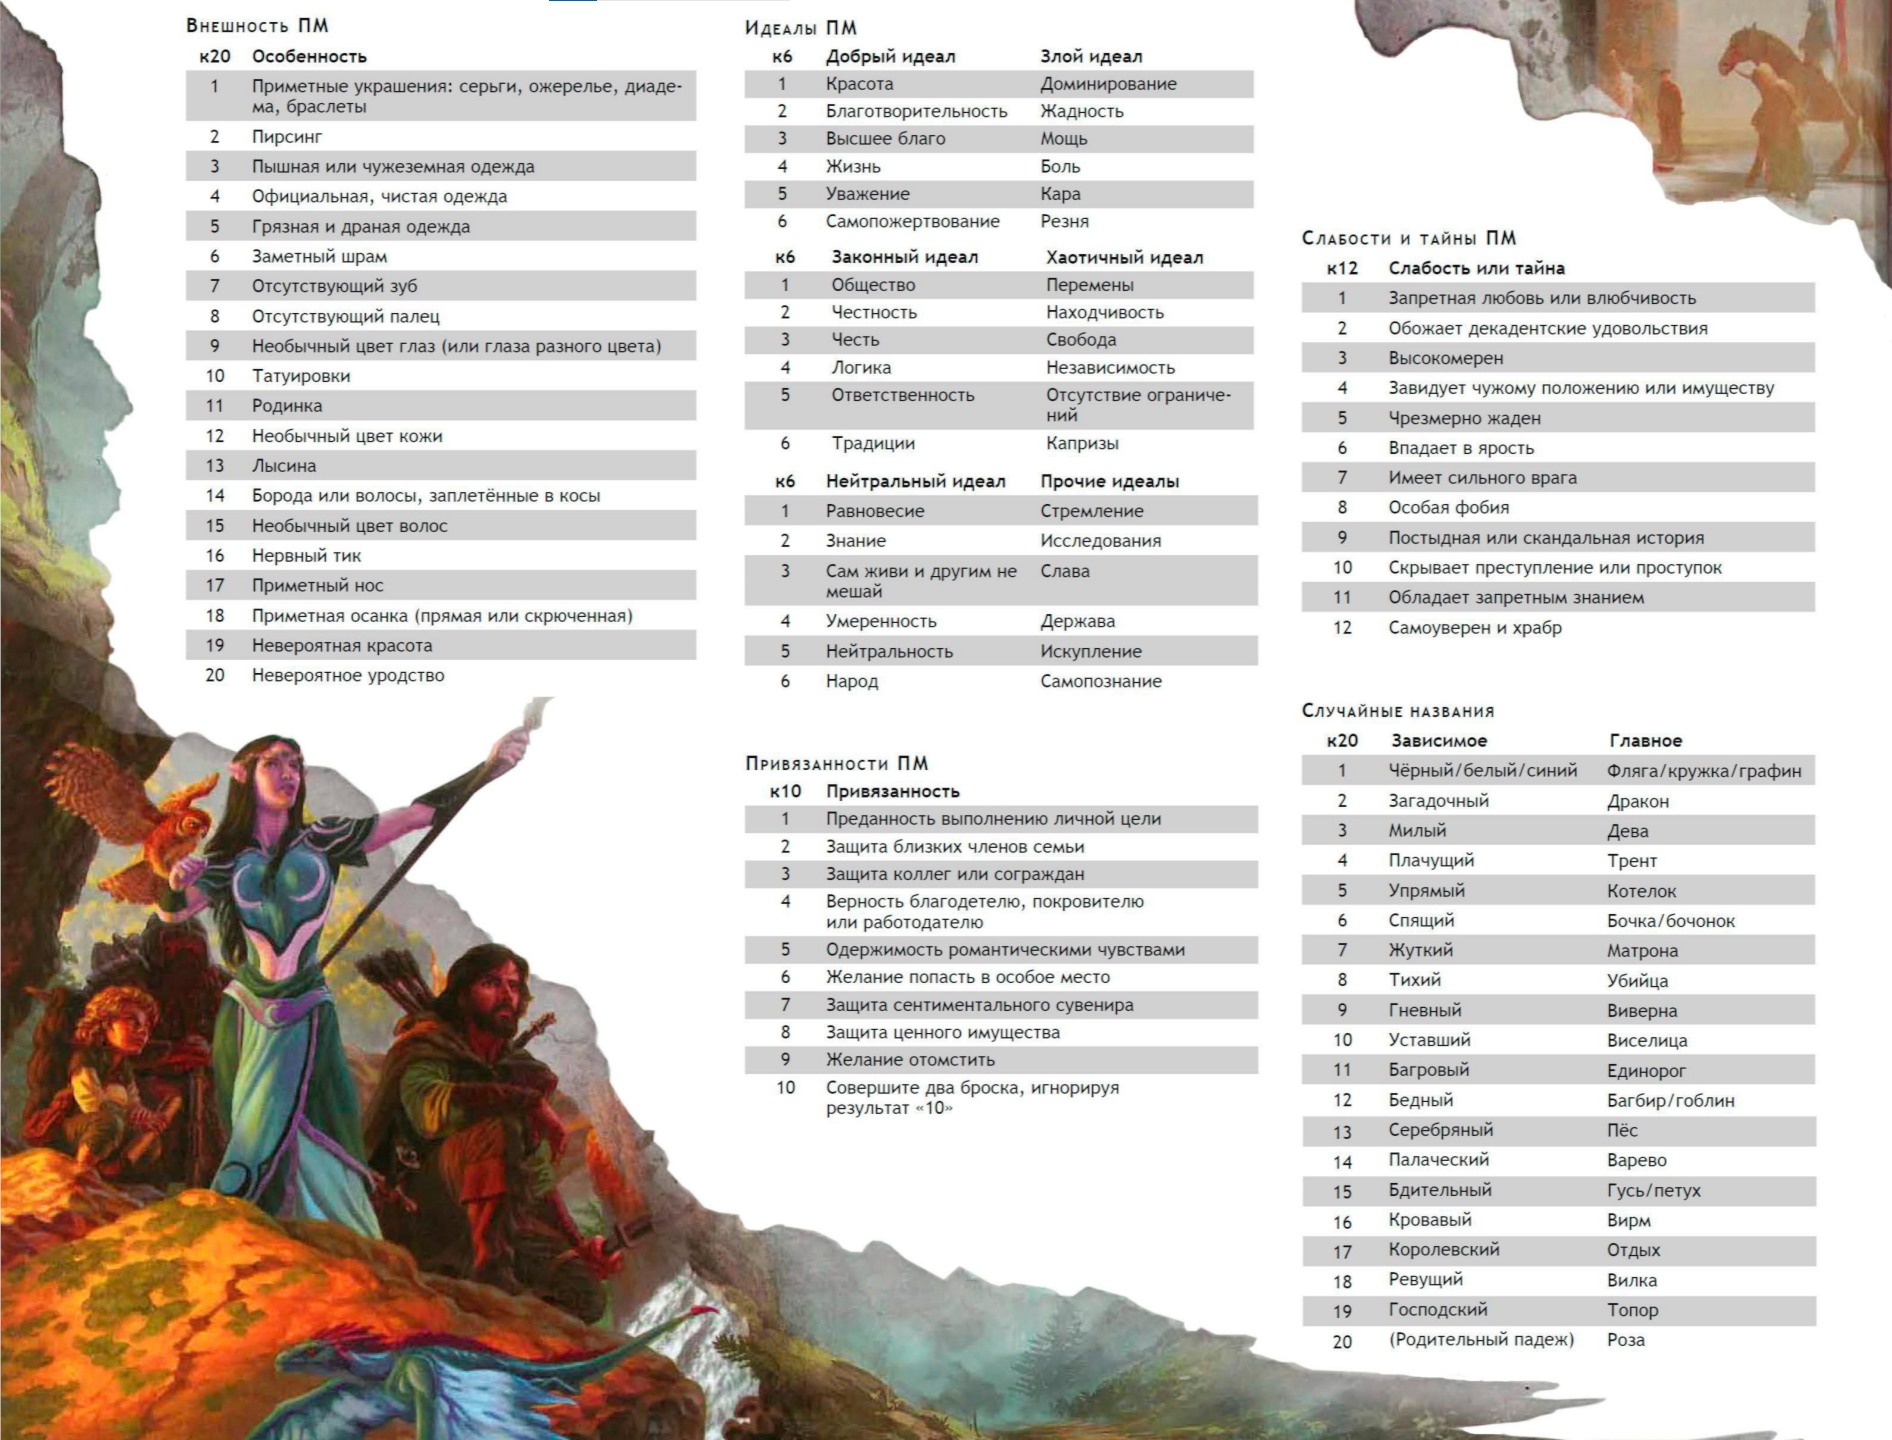 Внешность ПМ
к20 Особенность
1 Приметные украшения: серьги, ожерелье, диаде-
ма, браслеты
2 Пирсинг
3 Пышная или чужеземная одежда
4 Официальная, чистая одежда
5 Грязная и драная одежда
6 Заметный шрам
7 Отсутствующий зуб
8 Отсутствующий палец
9 Необычный цвет глаз (или глаза разного цвета)
10 Татуировки
11 Родинка
12 Необычный цвет кожи
13 Лысина
14 Борода или волосы, заплетённые в косы
15 Необычный цвет волос
16 Нервный тик
17 Приметный нос
18 Приметная осанка (прямая или скрюченная)
19 Невероятная красота
20 Невероятное уродство
Идеалы ПМ
к6 Добрый идеал Злой идеал
1 Красота Доминирование
2 Благотворительность Жадность
3 Высшее благо Мощь
4 Жизнь Боль
5 Уважение Кара
6 Самопожертвование Резня
к6 Законный идеал Хаотичный идеал
1 Общество Перемены
2 Честность Находчивость
3 Честь Свобода
4 Логика Независимость
5 Ответственность Отсутствие ограниче-
ний
6 Традиции Капризы
к6 Нейтральный идеал Прочие идеалы
1 Равновесие Стремление
2 Знание Исследования
3 Сам живи и другим не Слава
мешай
4 Умеренность Держава
5 Нейтральность Искупление
6 Народ Самопознание
Привязанности ПМ
к10 Привязанность
1 Преданность выполнению личной цели
2 Защита близких членов семьи
3 Защита коллег или сограждан
4 Верность благодетелю, покровителю
или работодателю
5 Одержимость романтическими чувствами
6 Желание попасть в особое место
7 Защита сентиментального сувенира
8 Защита ценного имущества
9 Желание отомстить
10 Совершите два броска, игнорируя
результат «10»
Слабости и тайны ПМ
к12 Слабость или тайна
1 Запретная любовь или влюбчивость
2 Обожает декадентские удовольствия
3 Высокомерен
4 Завидует чужому положению или имуществу
5 Чрезмерно жаден
6 Впадает в ярость
7 Имеет сильного врага
8 Особая фобия
9 Постыдная или скандальная история
10 Скрывает преступление или проступок
11 Обладает запретным знанием
12 Самоуверен и храбр
Случайные названия
к20 Зависимое Главное
1 Чёрный/белый/синий Фляга/кружка/графин
2 Загадочный Дракон
3 Милый Дева
4 Плачущий Трент
5 Упрямый Котелок
6 Спящий Бочка/бочонок
7 Жуткий Матрона
8 Тихий Убийца
9 Гневный Виверна
10 Уставший Виселица
11 Багровый Единорог
12 Бедный Багбир/гоблин
13 Серебряный Пёс
14 Палаческий Варево
15 Бдительный Гусь/петух
16 Кровавый Вирм
17 Королевский Отдых
18 Ревущий Вилка
19 Господский Топор
20 (Родительный падеж) Роза